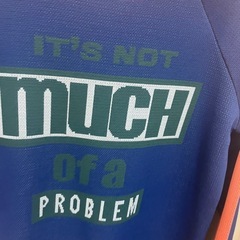 IT'S NOT
MUCH
Of a
PROBLEM